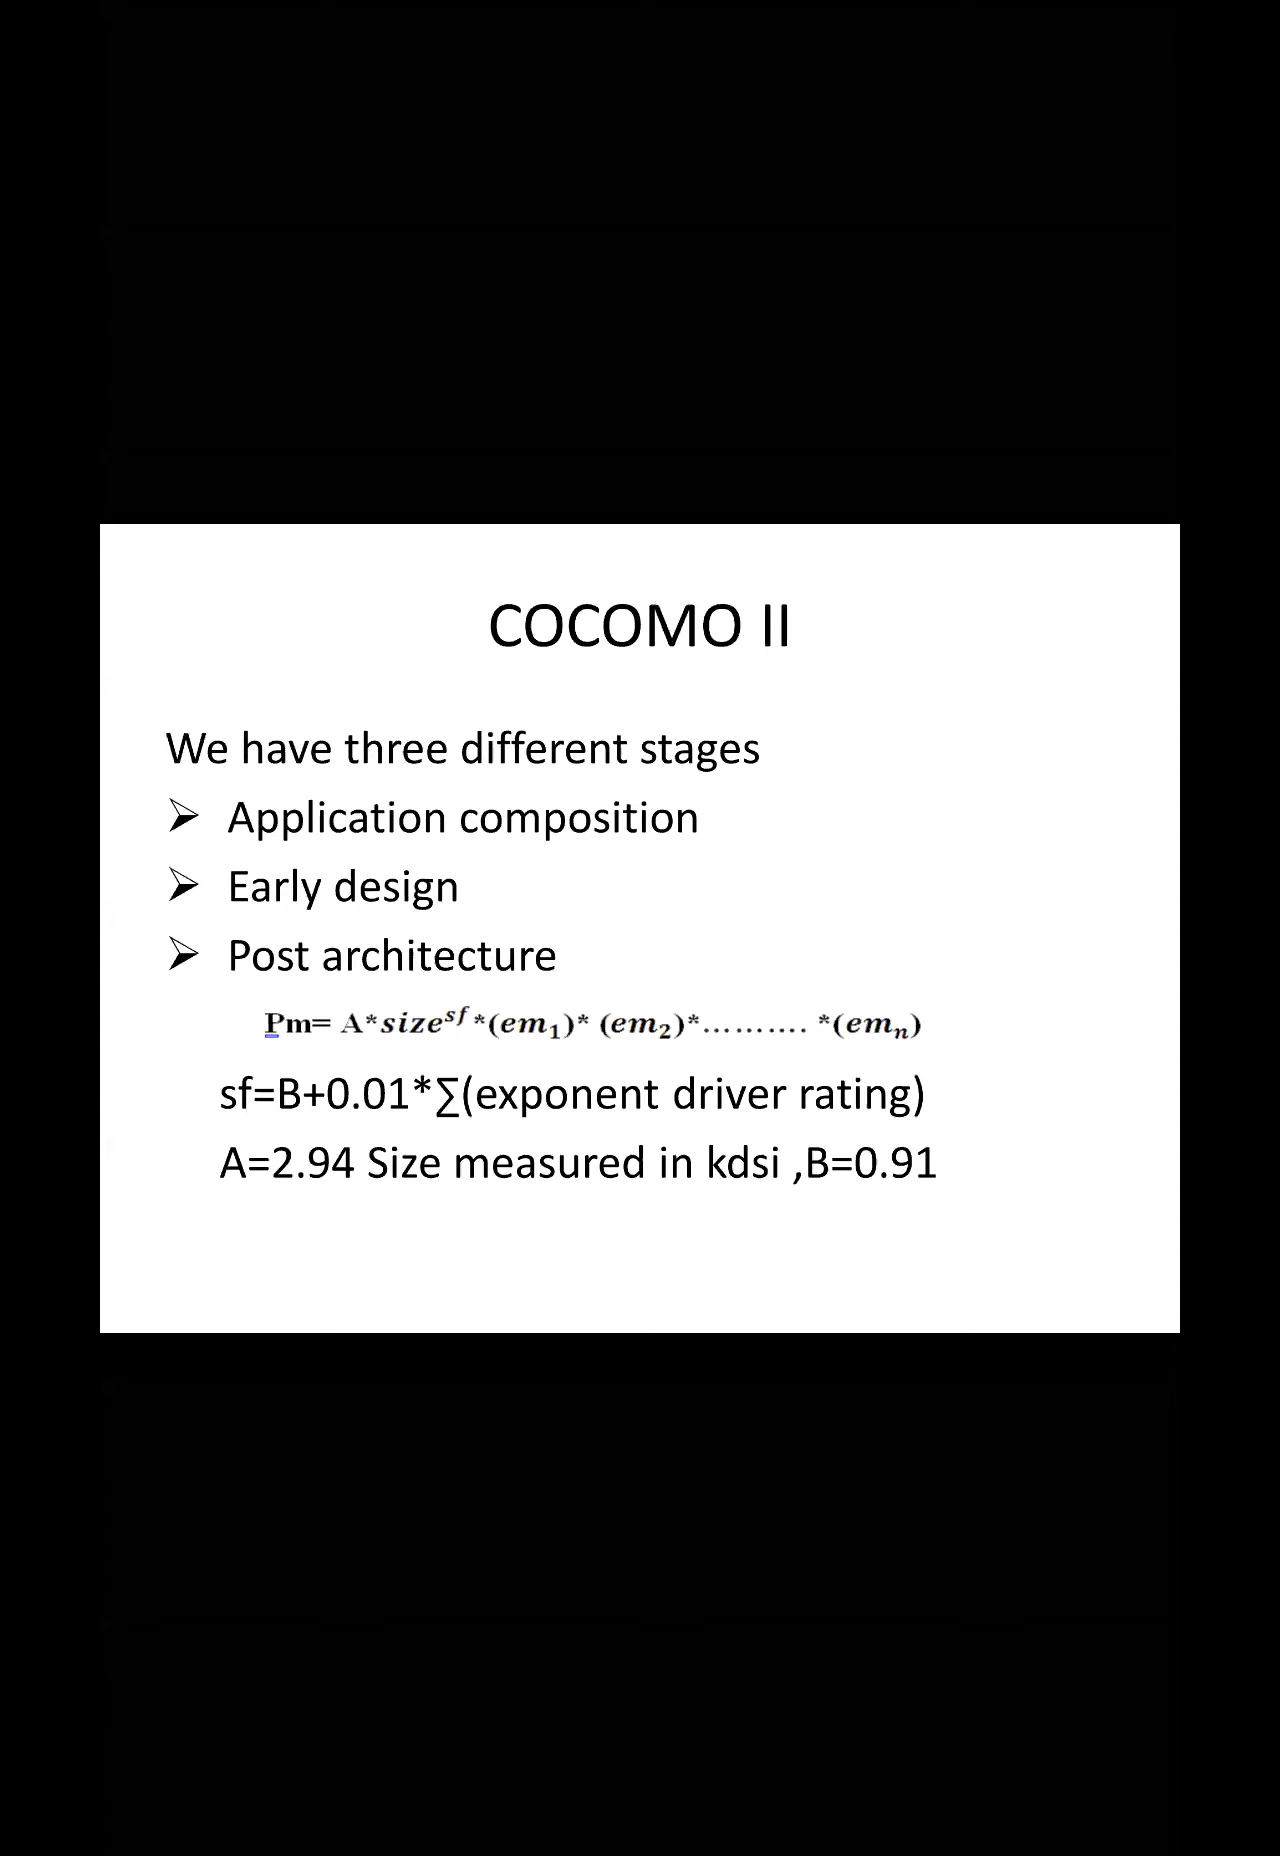 COCOMO II
We have three different stages
➢ Application composition
➢ Early design
➢ Post architecture
Pm= A*size^sf *(em₁)* (em₂)*.......... *(emₙ)
sf=B+0.01*∑(exponent driver rating)
A=2.94 Size measured in kdsi ,B=0.91